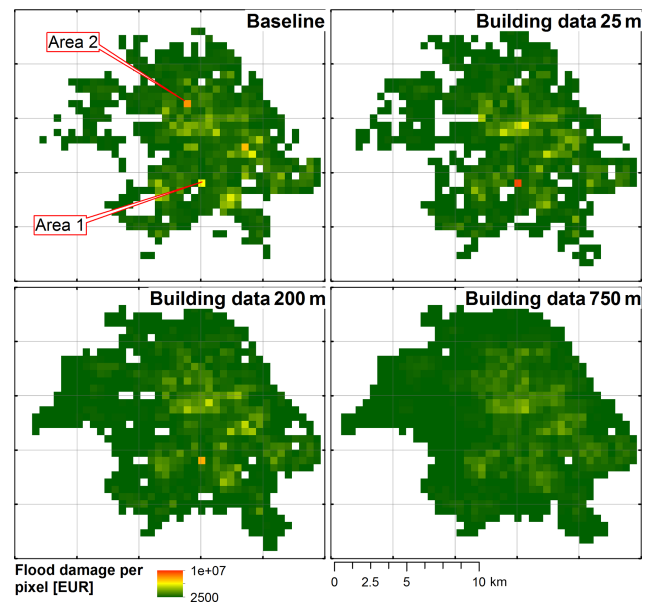 Baseline
Building data 25 m
Area 2
Area 1
Building data 200 m
Building data 750 m
Flood damage per
pixel [EUR]
1e+07
2500
0 2.5 5 10 km